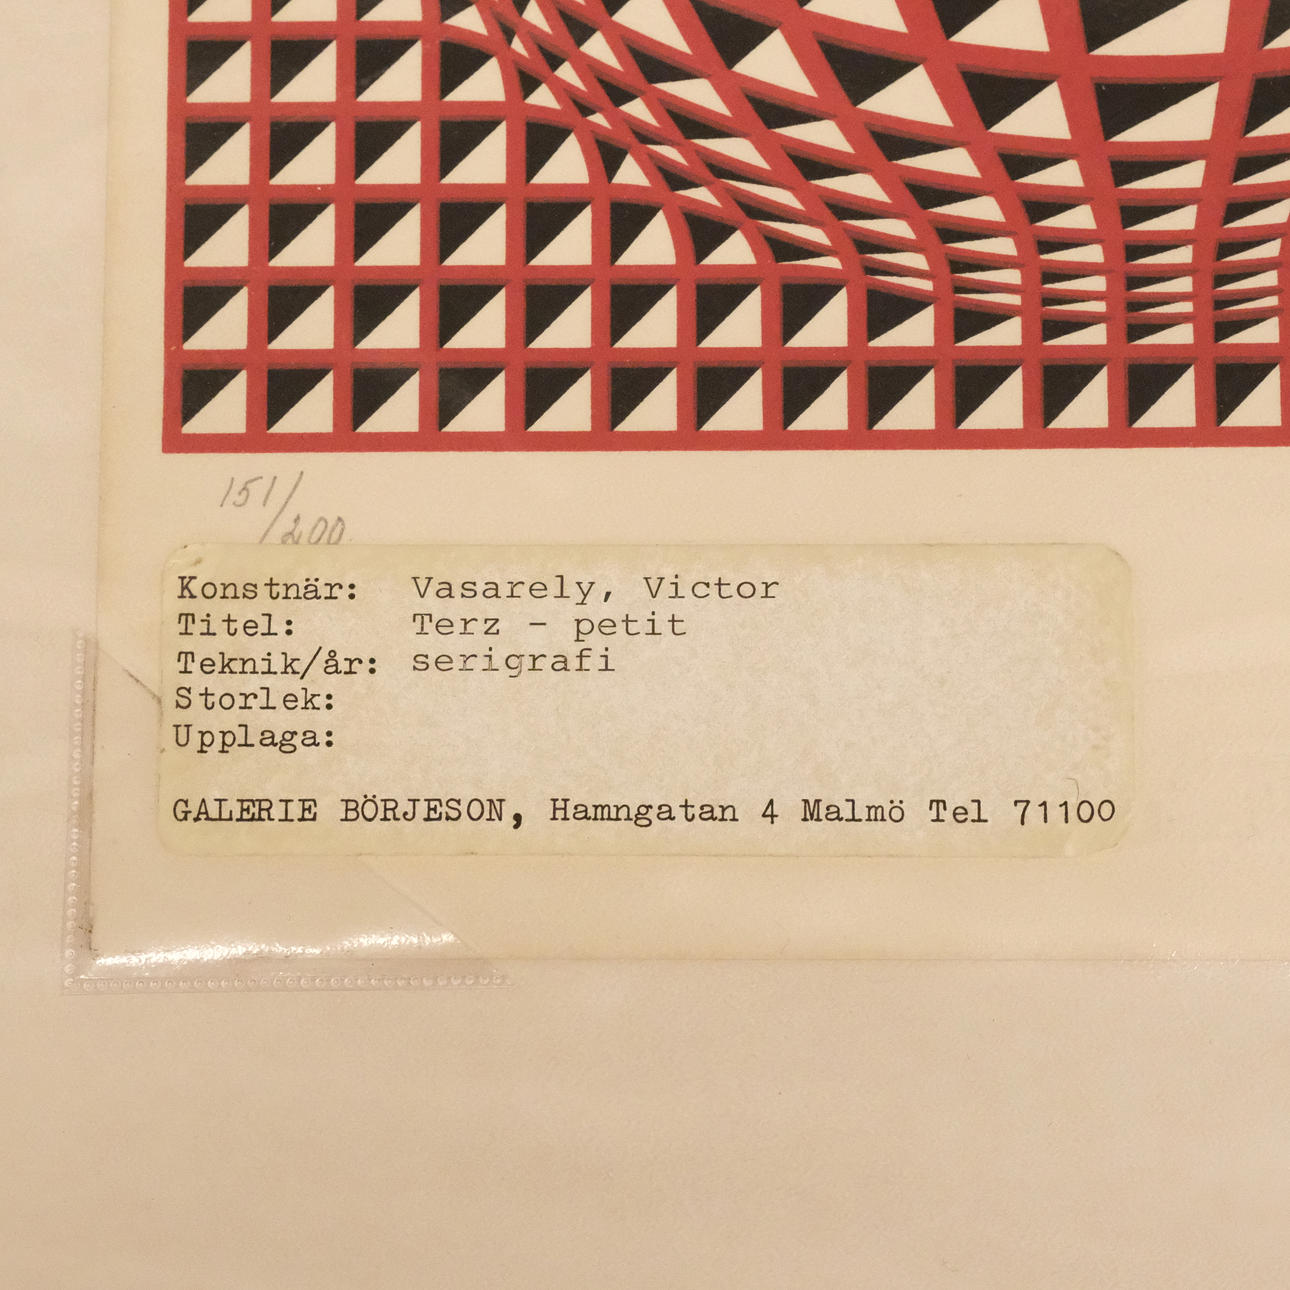 151/
200
Konstnär: Vasarely, Victor
Titel: Terz - petit
Teknik/år: serigrafi
Storlek:
Upplaga:
GALERIE BÖRJESON, Hamngatan 4 Malmö Tel 71100